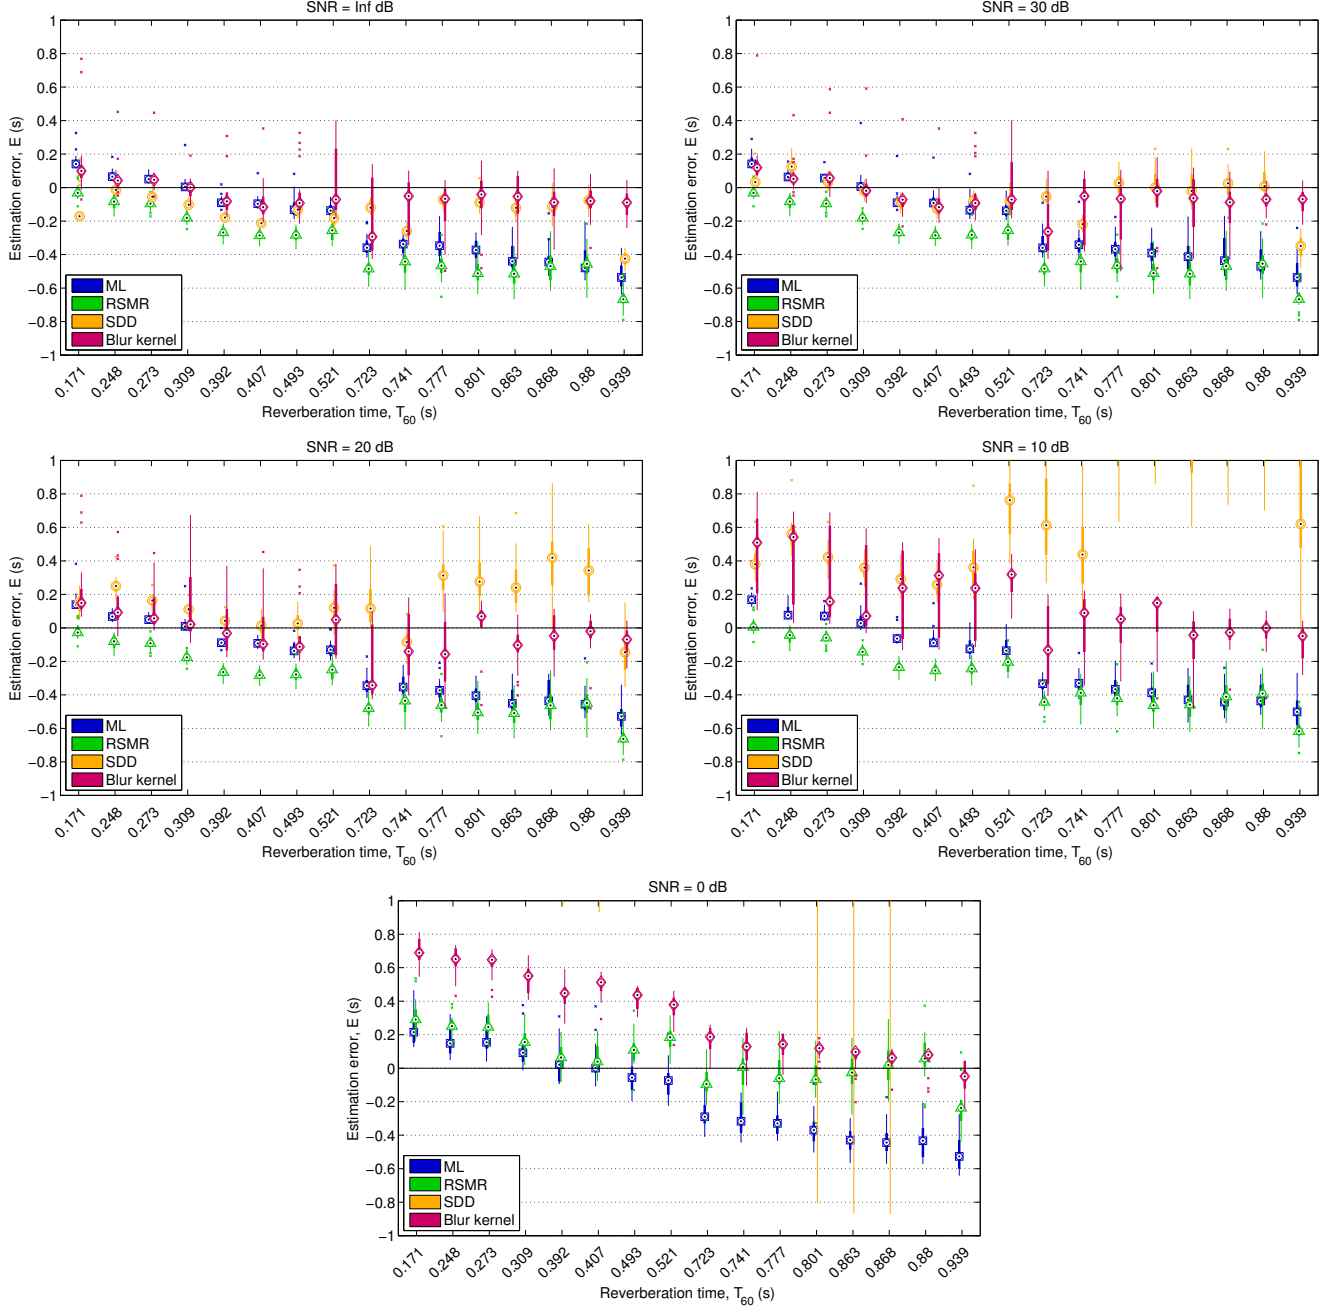 SNR = Inf dB
Estimation error, E (s)
1
0.8
0.6
0.4
0.2
0
−0.2
−0.4
−0.6
−0.8
−1
ML
RSMR
SDD
Blur kernel
0.171 0.248 0.273 0.309 0.392 0.407 0.493 0.521 0.723 0.741 0.777 0.801 0.863 0.868 0.88 0.939
Reverberation time, T60 (s)
SNR = 30 dB
Estimation error, E (s)
1
0.8
0.6
0.4
0.2
0
−0.2
−0.4
−0.6
−0.8
−1
ML
RSMR
SDD
Blur kernel
0.171 0.248 0.273 0.309 0.392 0.407 0.493 0.521 0.723 0.741 0.777 0.801 0.863 0.868 0.88 0.939
Reverberation time, T60 (s)
SNR = 20 dB
Estimation error, E (s)
1
0.8
0.6
0.4
0.2
0
−0.2
−0.4
−0.6
−0.8
−1
ML
RSMR
SDD
Blur kernel
0.171 0.248 0.273 0.309 0.392 0.407 0.493 0.521 0.723 0.741 0.777 0.801 0.863 0.868 0.88 0.939
Reverberation time, T60 (s)
SNR = 10 dB
Estimation error, E (s)
1
0.8
0.6
0.4
0.2
0
−0.2
−0.4
−0.6
−0.8
−1
ML
RSMR
SDD
Blur kernel
0.171 0.248 0.273 0.309 0.392 0.407 0.493 0.521 0.723 0.741 0.777 0.801 0.863 0.868 0.88 0.939
Reverberation time, T60 (s)
SNR = 0 dB
Estimation error, E (s)
1
0.8
0.6
0.4
0.2
0
−0.2
−0.4
−0.6
−0.8
−1
ML
RSMR
SDD
Blur kernel
0.171 0.248 0.273 0.309 0.392 0.407 0.493 0.521 0.723 0.741 0.777 0.801 0.863 0.868 0.88 0.939
Reverberation time, T60 (s)